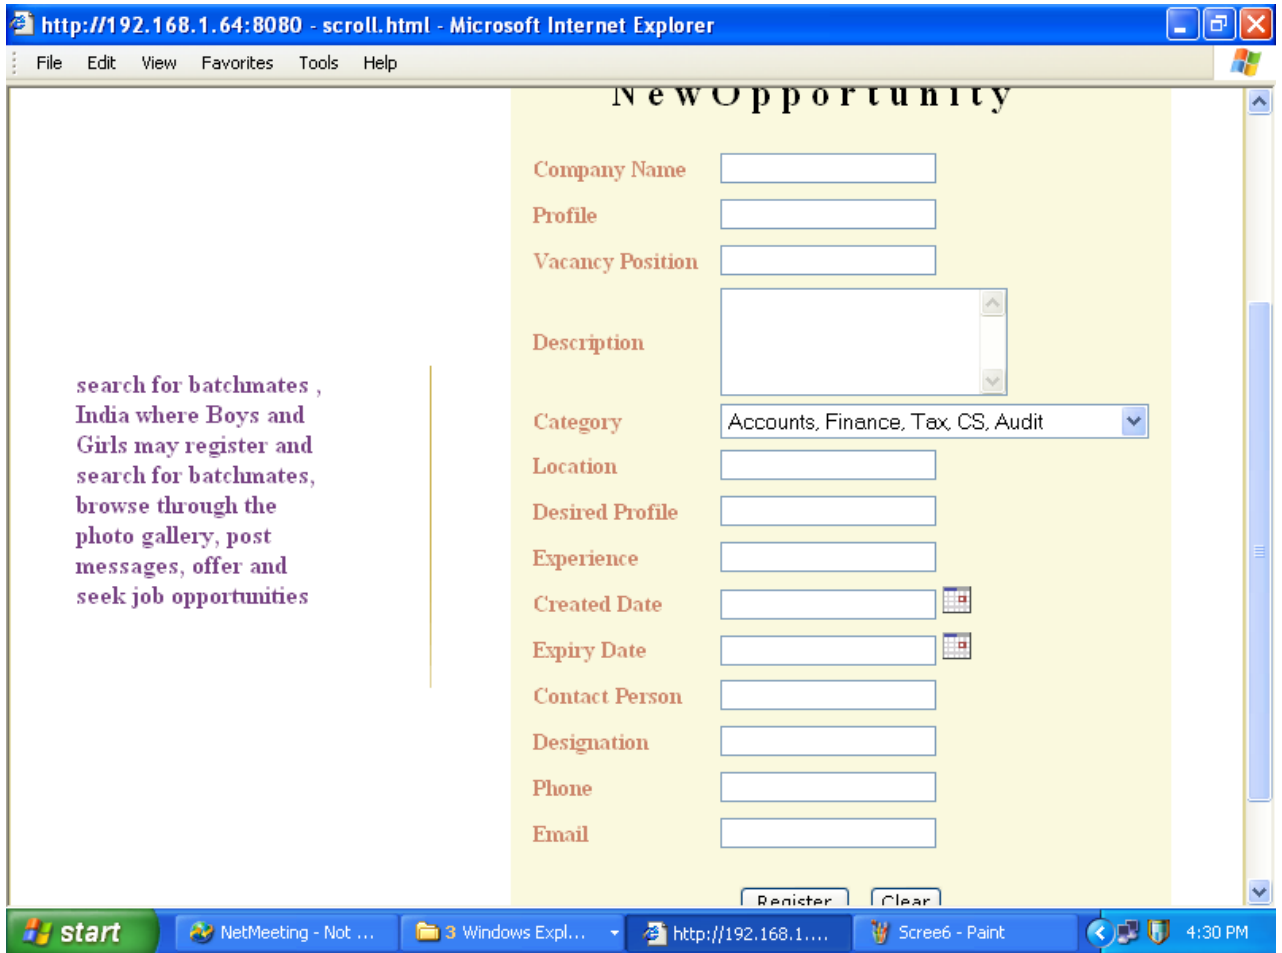 http://192.168.1.64:8080 - scroll.html - Microsoft Internet Explorer
File Edit View Favorites Tools Help
N e w O p p o r t u n i t y
Company Name
Profile
Vacancy Position
Description
search for batchmates ,
India where Boys and
Girls may register and
search for batchmates,
browse through the
photo gallery, post
messages, offer and
seek job opportunities
Category Accounts, Finance, Tax, CS, Audit
Location
Desired Profile
Experience
Created Date
Expiry Date
Contact Person
Designation
Phone
Email
Register Clear
start NetMeeting - Not ... 3 Windows Expl... http://192.168.1.... Scree6 - Paint 4:30 PM